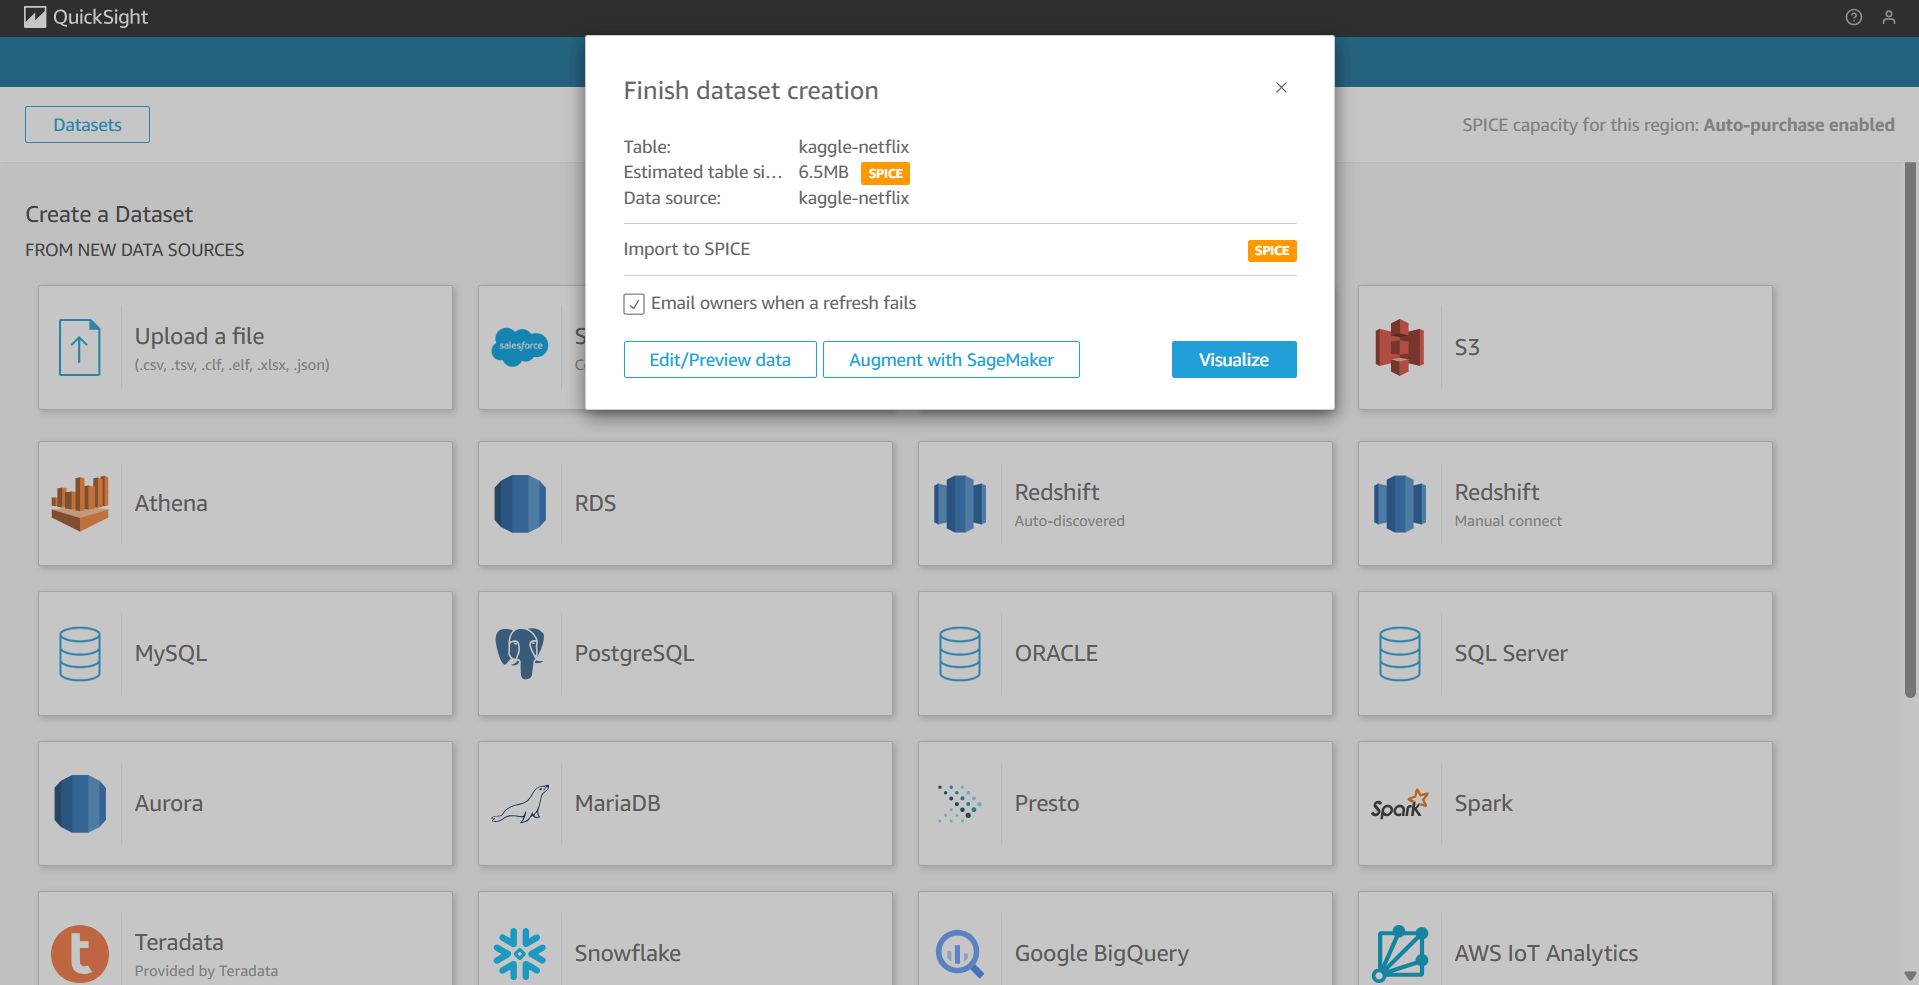 QuickSight
Finish dataset creation
Datasets
SPICE capacity for this region: Auto-purchase enabled
Table: kaggle-netflix
Estimated table si... 6.5MB SPICE
Data source: kaggle-netflix
Import to SPICE SPICE
Email owners when a refresh fails
Edit/Preview data Augment with SageMaker Visualize
Create a Dataset
FROM NEW DATA SOURCES
Upload a file
(.csv, .tsv, .clf, .elf, .xlsx, .json)
salesforce
S3
Athena
RDS
Redshift
Auto-discovered
Redshift
Manual connect
MySQL
PostgreSQL
ORACLE
SQL Server
Aurora
MariaDB
Presto
Spark
Spark
Teradata
Provided by Teradata
Snowflake
Google BigQuery
AWS IoT Analytics